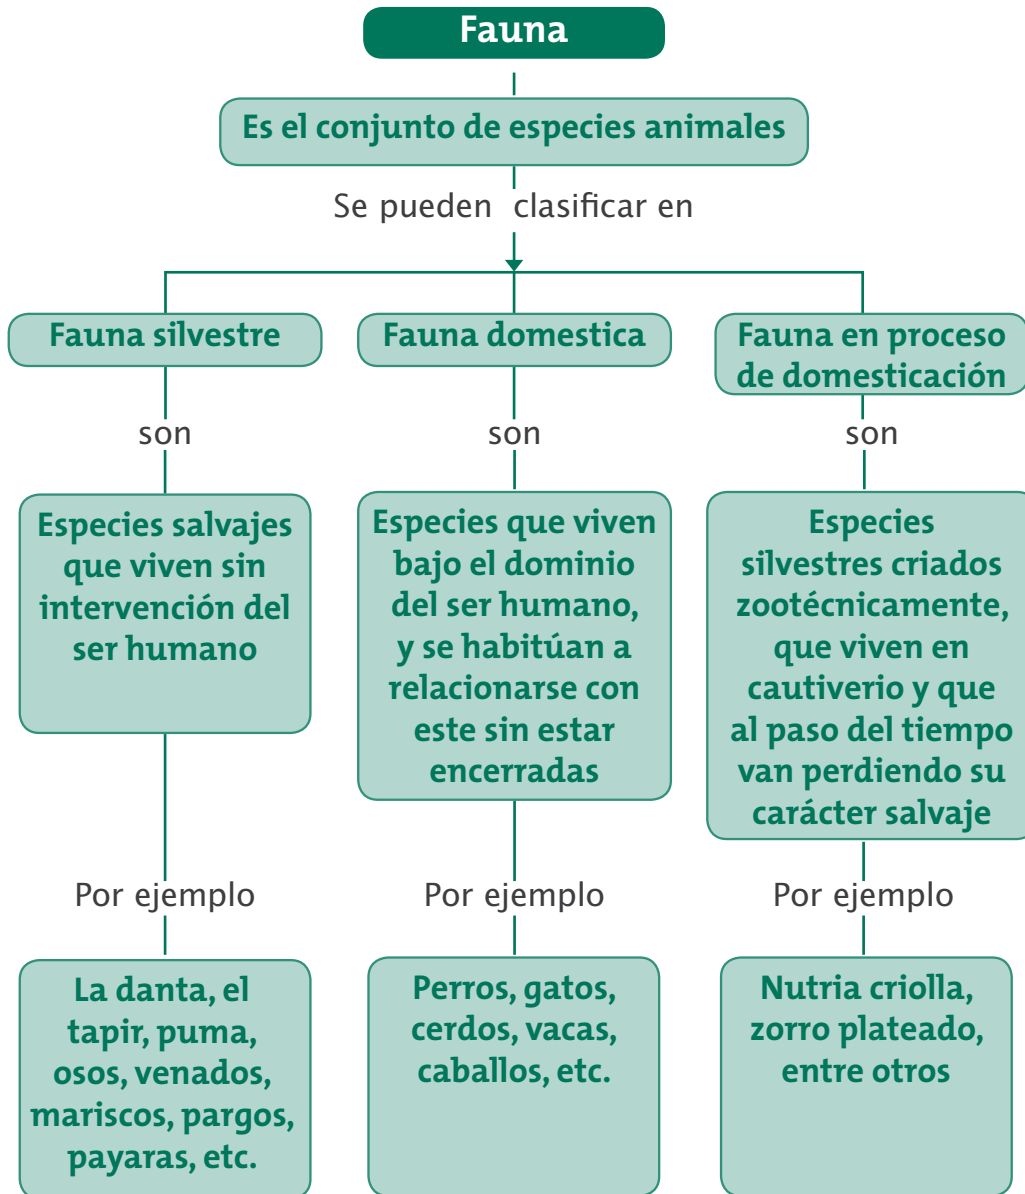 Fauna
Es el conjunto de especies animales
Se pueden clasificar en
Fauna silvestre
Fauna domestica
Fauna en proceso
de domesticación
son
son
son
Especies salvajes
que viven sin
intervención del
ser humano
Especies que viven
bajo el dominio
del ser humano,
y se habitúan a
relacionarse con
este sin estar
encerradas
Especies
silvestres criados
zootécnicamente,
que viven en
cautiverio y que
al paso del tiempo
van perdiendo su
carácter salvaje
Por ejemplo
Por ejemplo
Por ejemplo
La danta, el
tapir, puma,
osos, venados,
mariscos, pargos,
payaras, etc.
Perros, gatos,
cerdos, vacas,
caballos, etc.
Nutria criolla,
zorro plateado,
entre otros